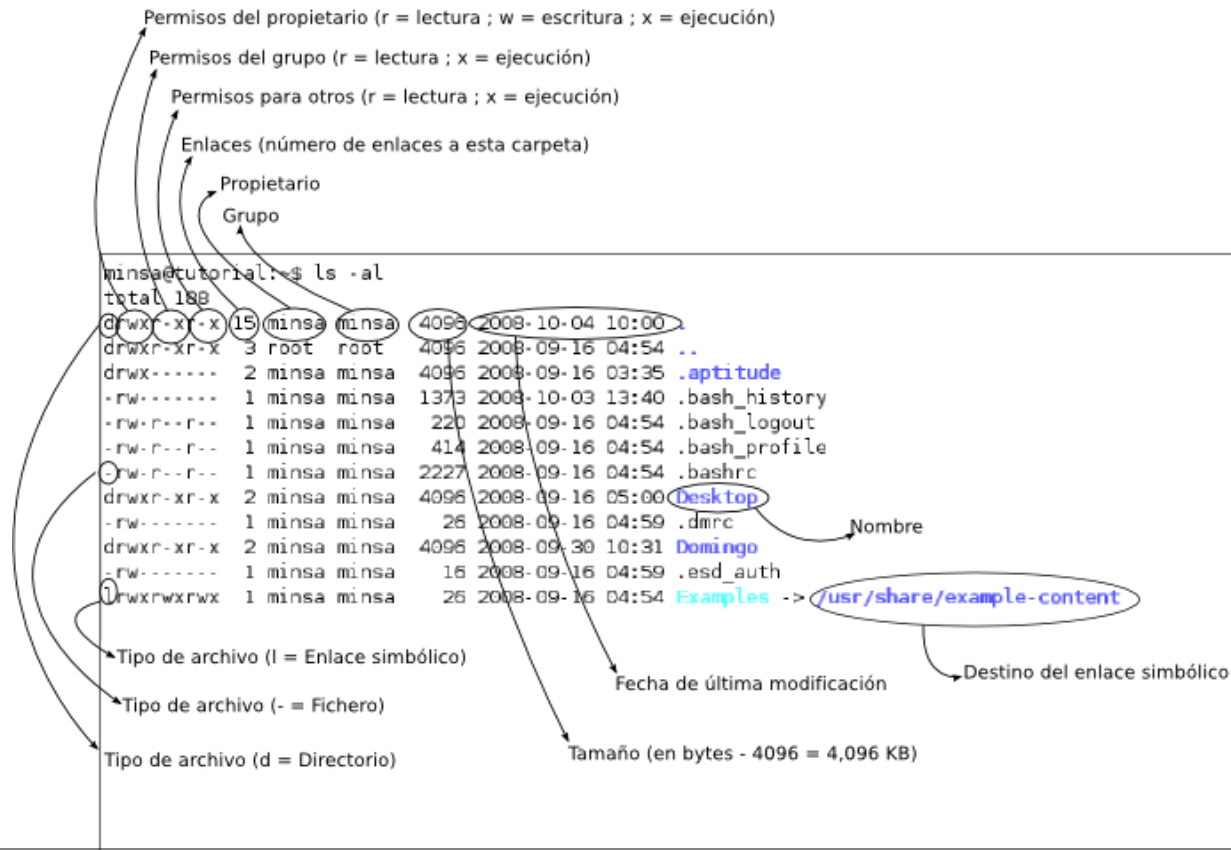 Permisos del propietario (r = lectura ; w = escritura ; x = ejecución)
Permisos del grupo (r = lectura ; x = ejecución)
Permisos para otros (r = lectura ; x = ejecución)
Enlaces (número de enlaces a esta carpeta)
Propietario
Grupo
minsa@tutorial:~$ ls -al
total 188
drwxr-xr-x 15 minsa minsa 4096 2008-10-04 10:00 .
drwxr-xr-x 3 root root 4096 2008-09-16 04:54 ..
drwx------ 2 minsa minsa 4096 2008-09-16 03:35 .aptitude
-rw------- 1 minsa minsa 1373 2008-10-03 13:40 .bash_history
-rw-r--r-- 1 minsa minsa 220 2008-09-16 04:54 .bash_logout
-rw-r--r-- 1 minsa minsa 414 2008-09-16 04:54 .bash_profile
-rw-r--r-- 1 minsa minsa 2227 2008-09-16 04:54 .bashrc
drwxr-xr-x 2 minsa minsa 4096 2008-09-16 05:00 Desktop
-rw------- 1 minsa minsa 26 2008-09-16 04:59 .dmrc
Nombre
drwxr-xr-x 2 minsa minsa 4096 2008-09-30 10:31 Domingo
-rw------- 1 minsa minsa 16 2008-09-16 04:59 .esd_auth
lrwxrwxrwx 1 minsa minsa 26 2008-09-16 04:54 Examples -> /usr/share/example-content
Tipo de archivo (l = Enlace simbólico)
Destino del enlace simbólico
Fecha de última modificación
Tipo de archivo (- = Fichero)
Tamaño (en bytes - 4096 = 4,096 KB)
Tipo de archivo (d = Directorio)